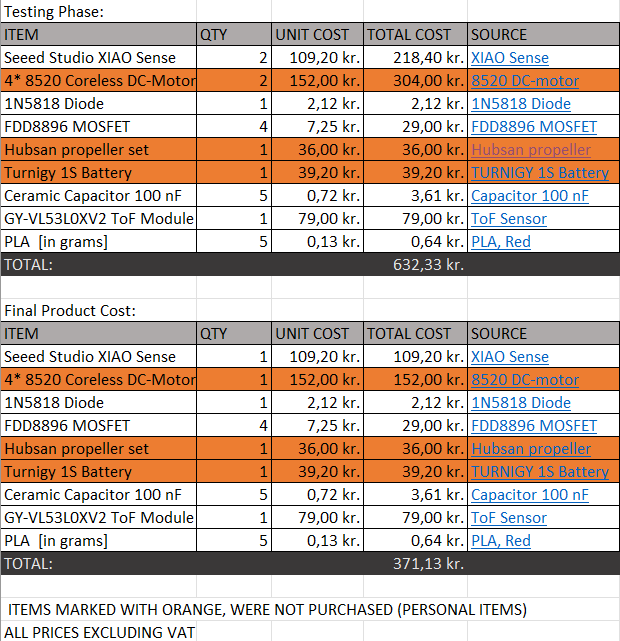 Testing Phase:
ITEM QTY UNIT COST TOTAL COST SOURCE
Seeed Studio XIAO Sense 2 109,20 kr. 218,40 kr. XIAO Sense
4* 8520 Coreless DC-Motor 2 152,00 kr. 304,00 kr. 8520 DC-motor
1N5818 Diode 1 2,12 kr. 2,12 kr. 1N5818 Diode
FDD8896 MOSFET 4 7,25 kr. 29,00 kr. FDD8896 MOSFET
Hubsan propeller set 1 36,00 kr. 36,00 kr. Hubsan propeller
Turnigy 1S Battery 1 39,20 kr. 39,20 kr. TURNIGY 1S Battery
Ceramic Capacitor 100 nF 5 0,72 kr. 3,61 kr. Capacitor 100 nF
GY-VL53L0XV2 ToF Module 1 79,00 kr. 79,00 kr. ToF Sensor
PLA [in grams] 5 0,13 kr. 0,64 kr. PLA, Red
TOTAL: 632,33 kr.
Final Product Cost:
ITEM QTY UNIT COST TOTAL COST SOURCE
Seeed Studio XIAO Sense 1 109,20 kr. 109,20 kr. XIAO Sense
4* 8520 Coreless DC-Motor 1 152,00 kr. 152,00 kr. 8520 DC-motor
1N5818 Diode 1 2,12 kr. 2,12 kr. 1N5818 Diode
FDD8896 MOSFET 4 7,25 kr. 29,00 kr. FDD8896 MOSFET
Hubsan propeller set 1 36,00 kr. 36,00 kr. Hubsan propeller
Turnigy 1S Battery 1 39,20 kr. 39,20 kr. TURNIGY 1S Battery
Ceramic Capacitor 100 nF 5 0,72 kr. 3,61 kr. Capacitor 100 nF
GY-VL53L0XV2 ToF Module 1 79,00 kr. 79,00 kr. ToF Sensor
PLA [in grams] 5 0,13 kr. 0,64 kr. PLA, Red
TOTAL: 371,13 kr.
ITEMS MARKED WITH ORANGE, WERE NOT PURCHASED (PERSONAL ITEMS)
ALL PRICES EXCLUDING VAT